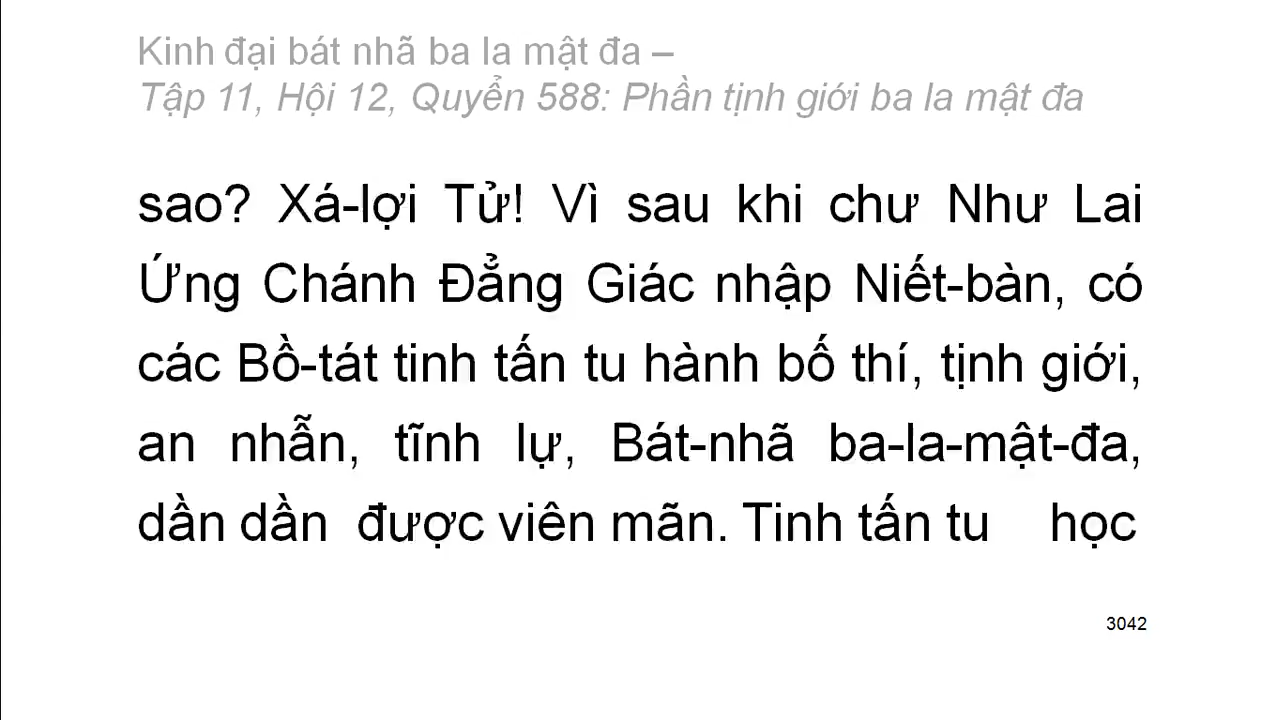 Kinh đại bát nhã ba la mật đa –
Tập 11, Hội 12, Quyển 588: Phần tịnh giới ba la mật đa
sao? Xá-lợi Tử! Vì sau khi chư Như Lai
Ứng Chánh Đẳng Giác nhập Niết-bàn, có
các Bồ-tát tinh tấn tu hành bố thí, tịnh giới,
an nhẫn, tĩnh lự, Bát-nhã ba-la-mật-đa,
dần dần được viên mãn. Tinh tấn tu học
3042